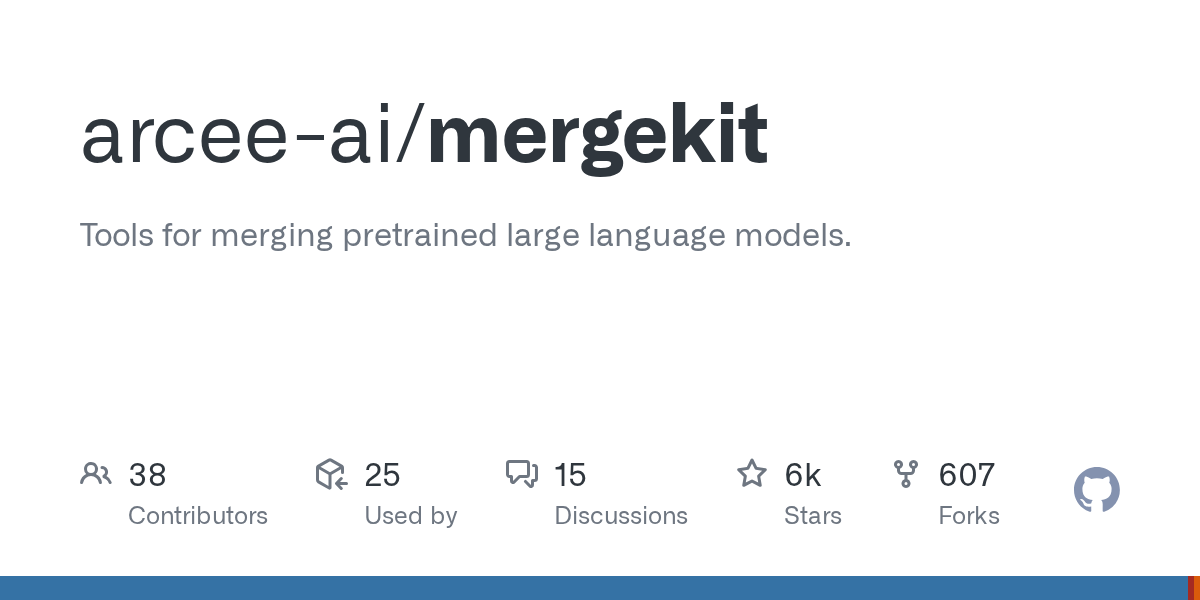 arcee-ai/mergekit
Tools for merging pretrained large language models.
38 25 15 6k 607
Contributors Used by Discussions Stars Forks